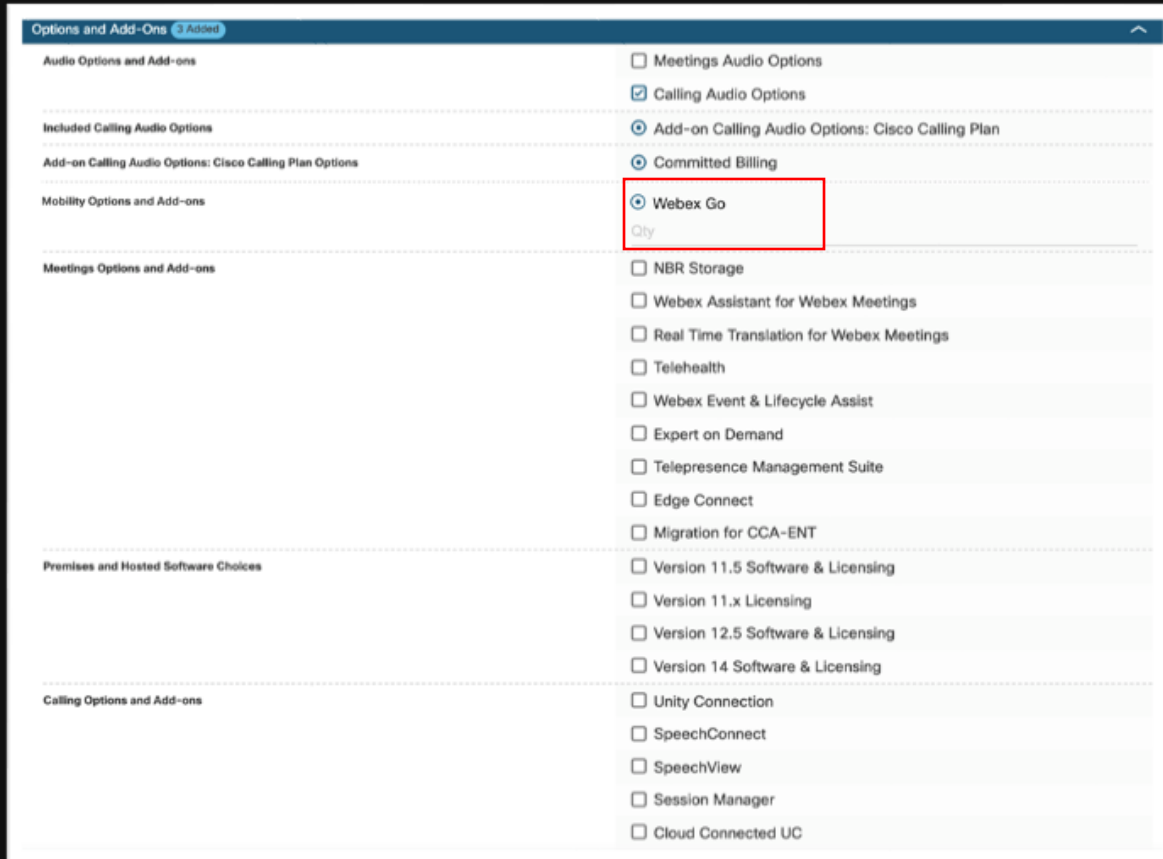 Options and Add-Ons 3 Added
Audio Options and Add-ons
Meetings Audio Options
Calling Audio Options
Included Calling Audio Options
Add-on Calling Audio Options: Cisco Calling Plan
Add-on Calling Audio Options: Cisco Calling Plan Options
Committed Billing
Mobility Options and Add-ons
Webex Go
Qty
Meetings Options and Add-ons
NBR Storage
Webex Assistant for Webex Meetings
Real Time Translation for Webex Meetings
Telehealth
Webex Event & Lifecycle Assist
Expert on Demand
Telepresence Management Suite
Edge Connect
Migration for CCA-ENT
Premises and Hosted Software Choices
Version 11.5 Software & Licensing
Version 11.x Licensing
Version 12.5 Software & Licensing
Version 14 Software & Licensing
Calling Options and Add-ons
Unity Connection
SpeechConnect
SpeechView
Session Manager
Cloud Connected UC